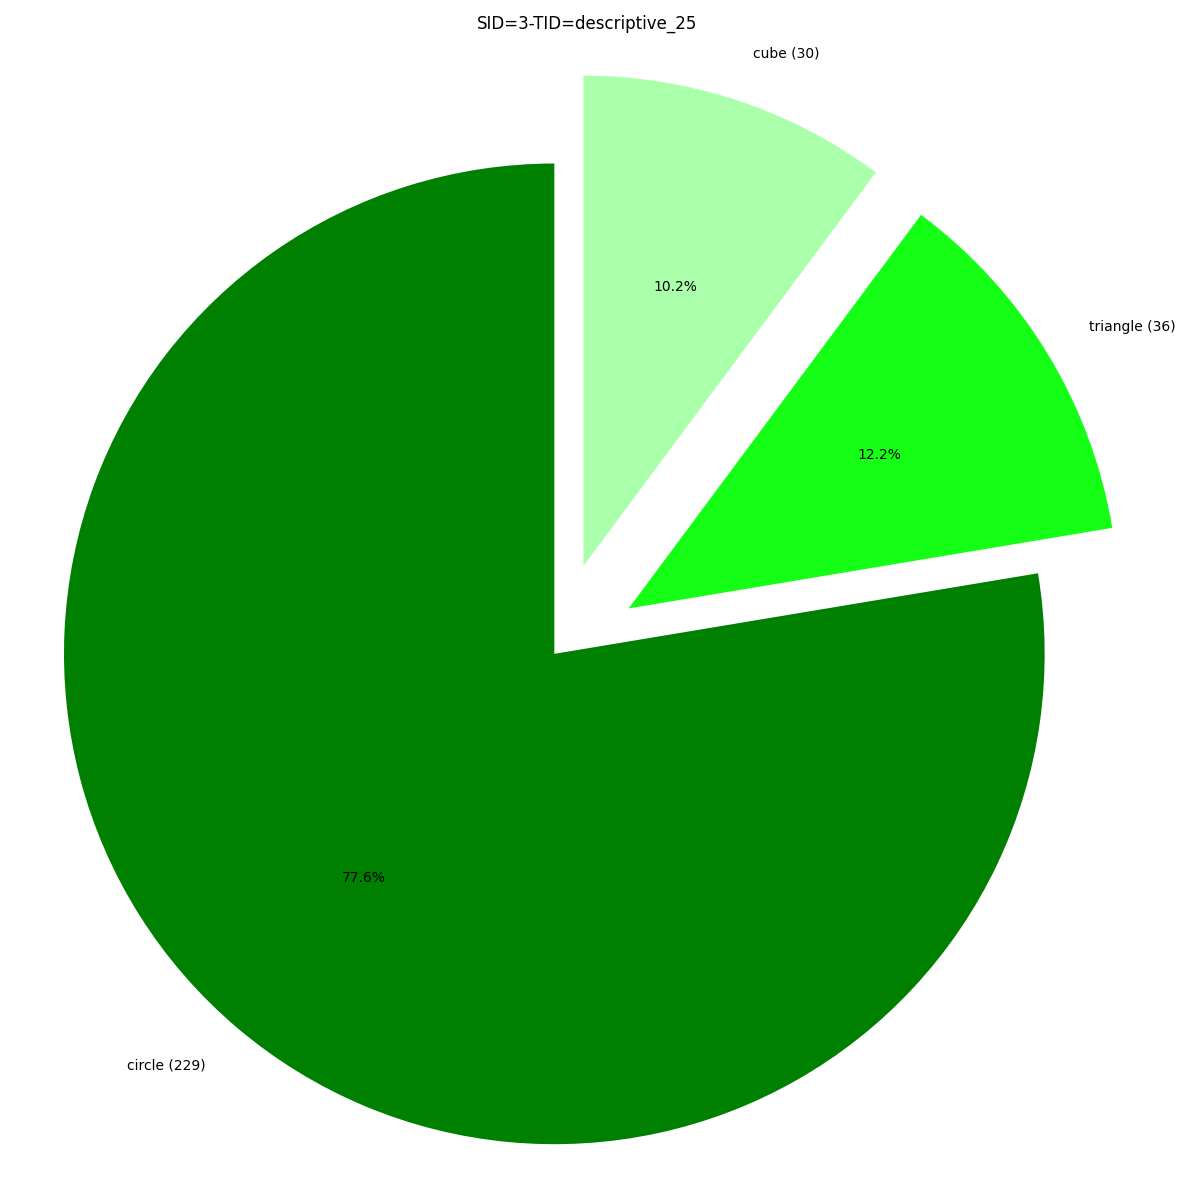 SID=3-TID=descriptive_25
cube (30)
10.2%
triangle (36)
12.2%
77.6%
circle (229)